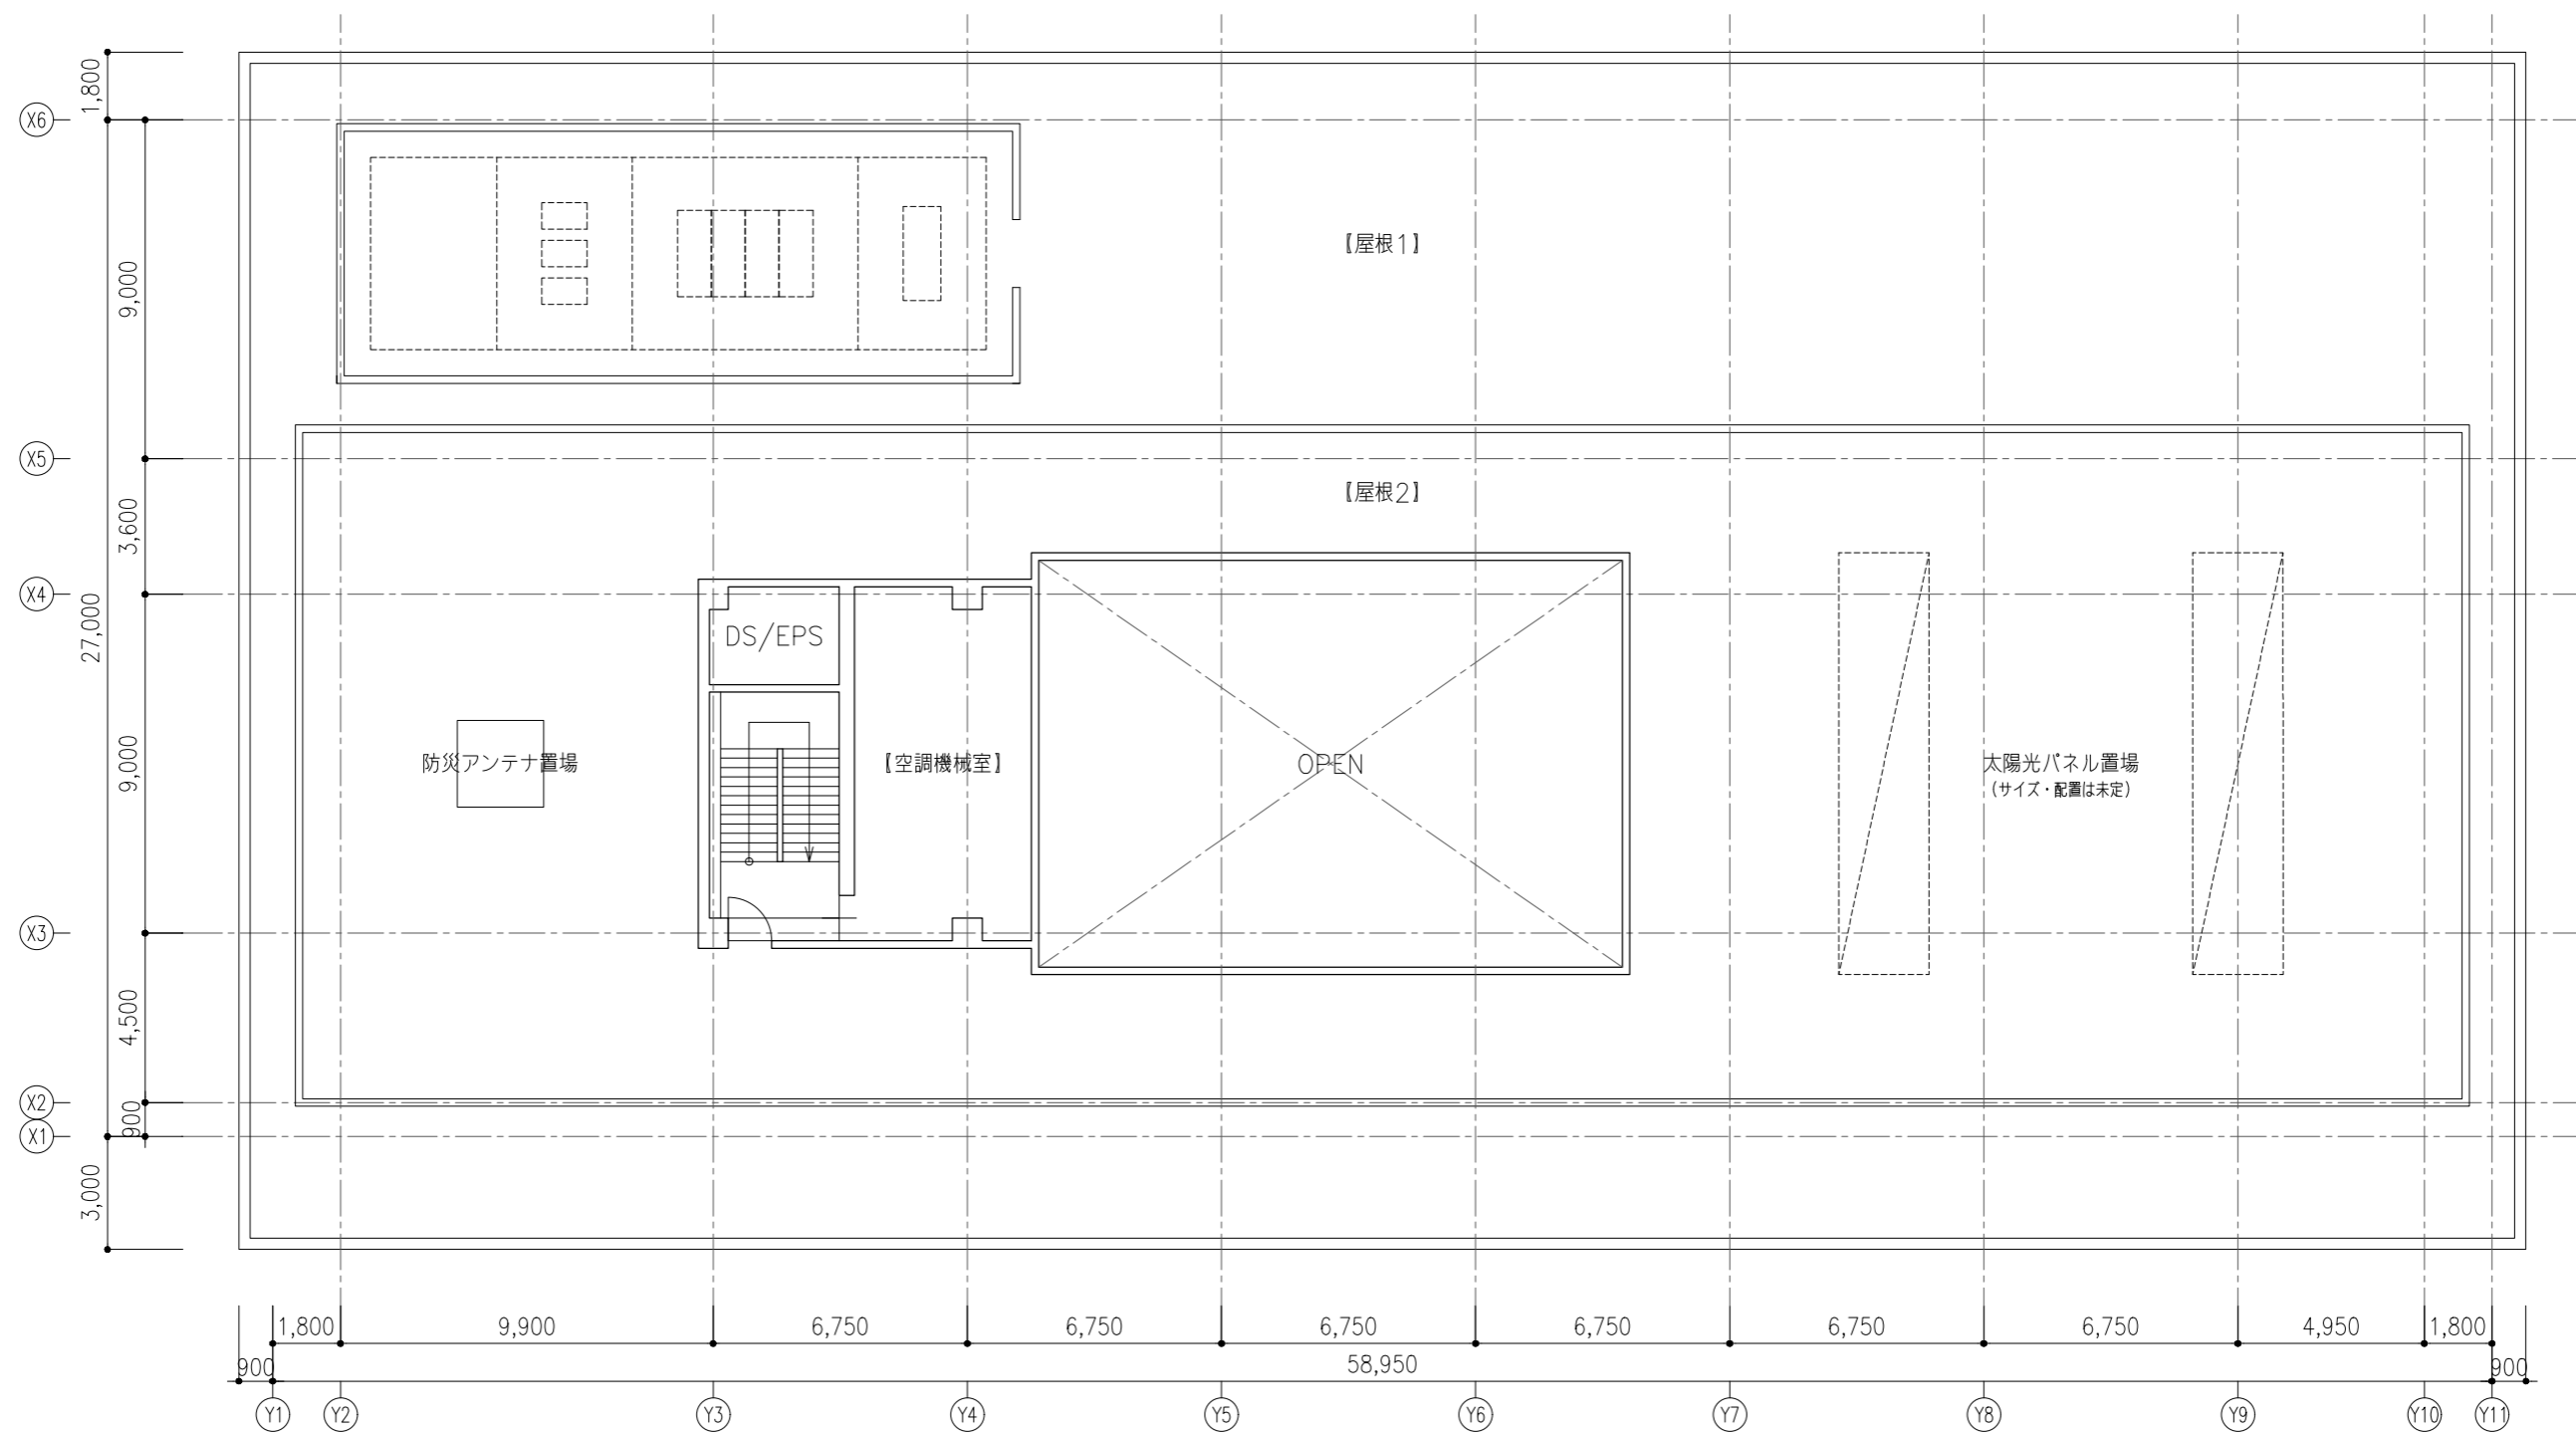 1,800
X6
9,000
【屋根1】
X5
【屋根2】
3,600
X4
27,000
DS/EPS
9,000
防災アンテナ置場
【空調機械室】
OPEN
太陽光パネル置場
（サイズ・配置は未定）
X3
4,500
X2
900
X1
3,000
1,800
9,900
6,750
6,750
6,750
6,750
6,750
6,750
4,950
1,800
900
58,950
900
Y1
Y2
Y3
Y4
Y5
Y6
Y7
Y8
Y9
Y10
Y11